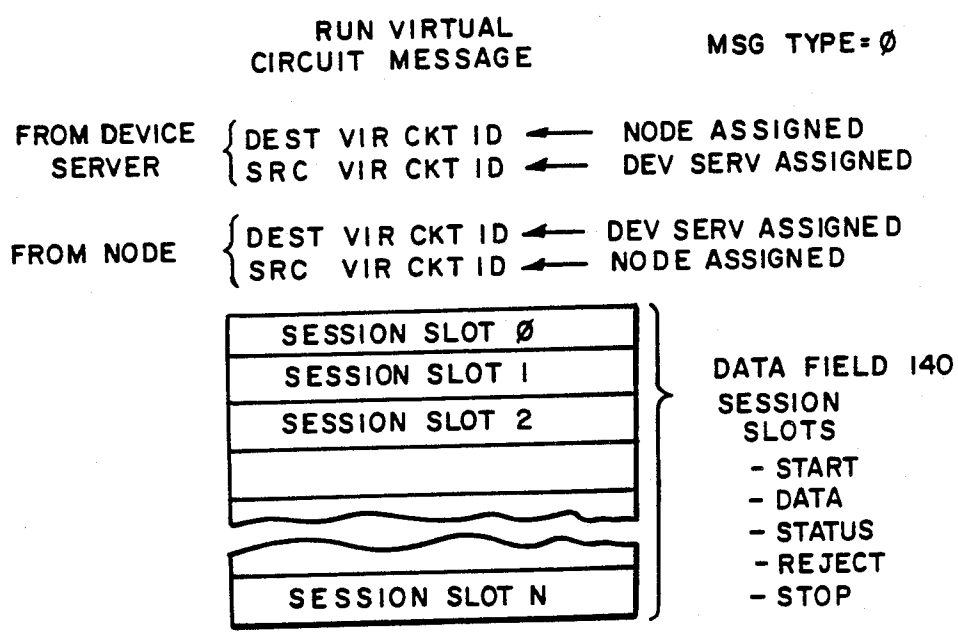 RUN VIRTUAL
CIRCUIT MESSAGE
MSG TYPE=Ø
FROM DEVICE
SERVER
DEST VIR CKT ID NODE ASSIGNED
SRC VIR CKT ID DEV SERV ASSIGNED
FROM NODE
DEST VIR CKT ID DEV SERV ASSIGNED
SRC VIR CKT ID NODE ASSIGNED
SESSION SLOT Ø
SESSION SLOT 1
SESSION SLOT 2
SESSION SLOT N
DATA FIELD 140
SESSION
SLOTS
- START
- DATA
- STATUS
- REJECT
- STOP